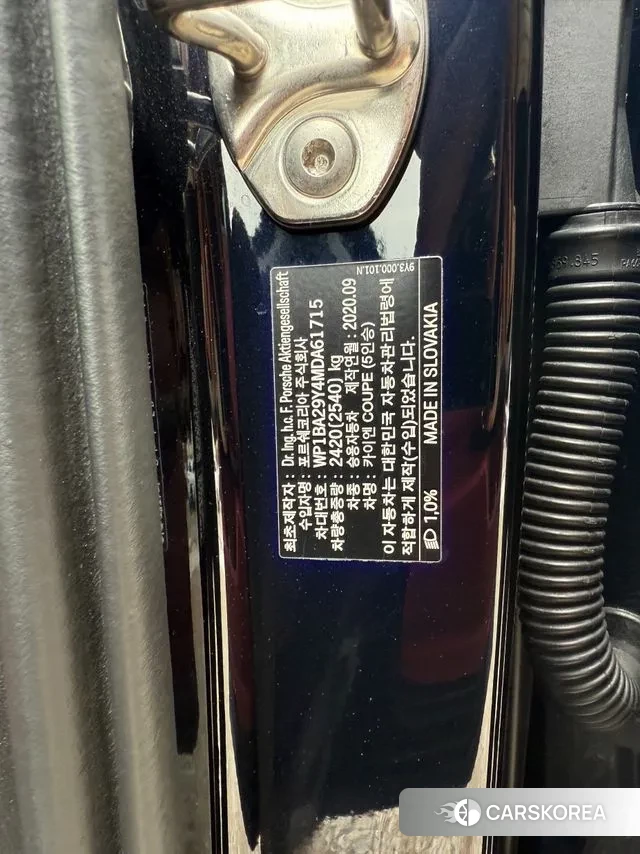 9Y3.000.101.N
최초제작자 : Dr. Ing. h.c. F. Porsche Aktiengesellschaft
수입자명 : 포르쉐코리아 주식회사
차대번호 : WP1BA29Y4MDA61715
차량총중량 : 2420(2540) kg
차종 : 승용자동차 제작연월 : 2020.09
차명 : 카이엔 COUPE (5인승)
이 자동차는 대한민국 자동차관리법령에
적합하게 제작(수입)되었습니다.
1,0% MADE IN SLOVAKIA
CARSKOREA